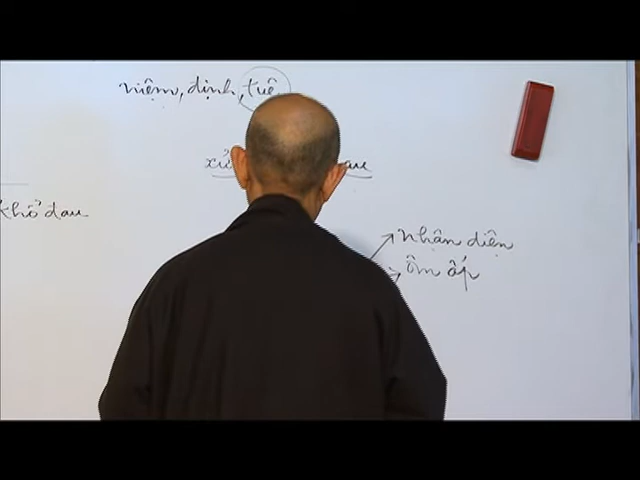 niệm, định, tuệ
khổ đau
nhận diện
ôm ấp